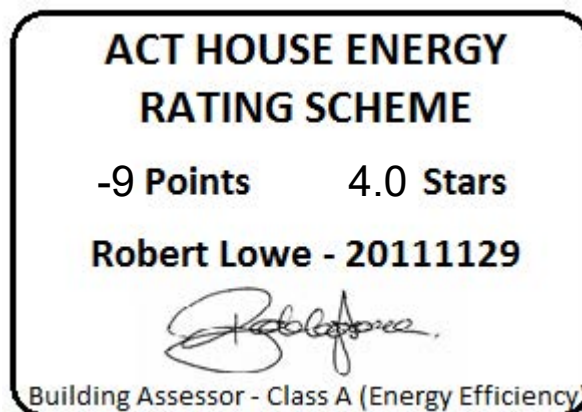 ACT HOUSE ENERGY
RATING SCHEME
-9 Points 4.0 Stars
Robert Lowe - 20111129
Building Assessor - Class A (Energy Efficiency)